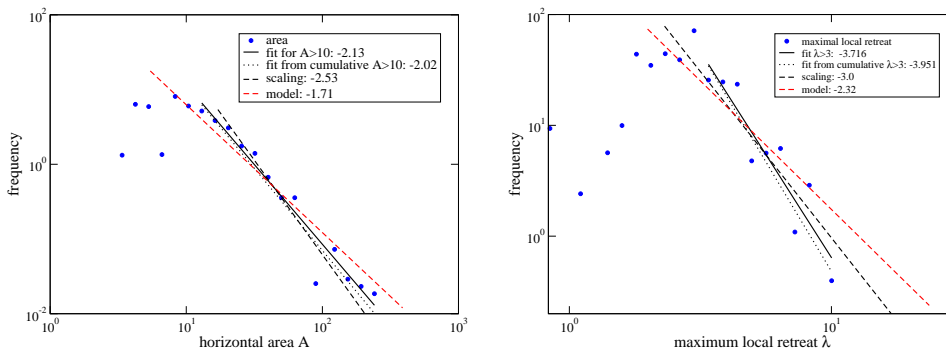 10^2
10^0
10^-2
frequency
area
fit for A>10: -2.13
fit from cumulative A>10: -2.02
scaling: -2.53
model: -1.71
10^0
10^1
10^2
10^3
horizontal area A
10^2
10^1
10^0
frequency
maximal local retreat
fit λ>3: -3.716
fit from cumulative λ>3: -3.951
scaling: -3.0
model: -2.32
10^0
10^1
maximum local retreat λ